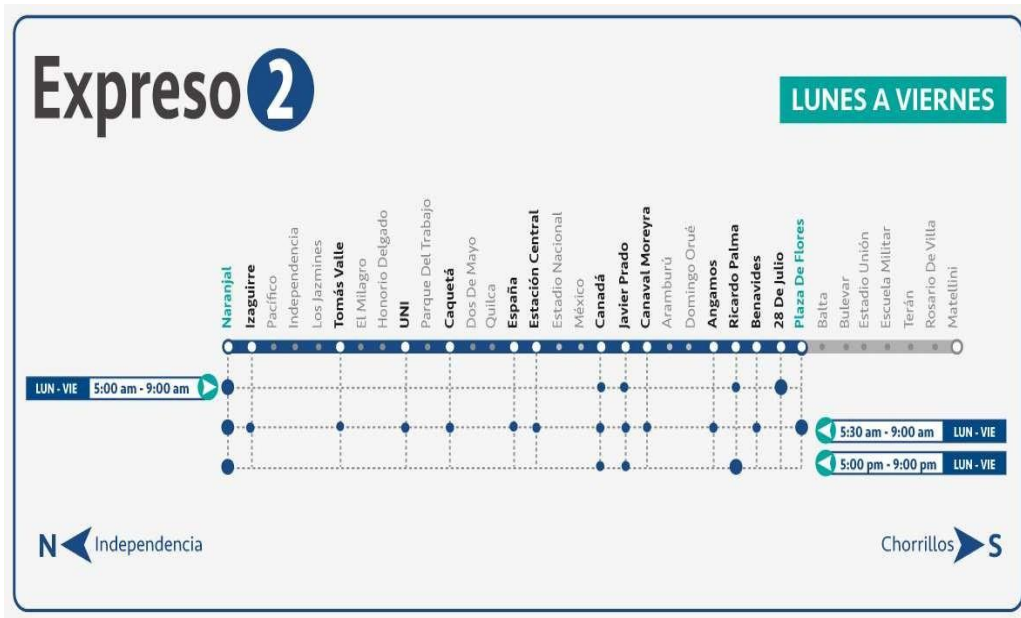 Expreso 2
LUNES A VIERNES
Naranjal
Izaguirre
Pacífico
Independencia
Los Jazmines
Tomás Valle
El Milagro
Honorio Delgado
UNI
Parque Del Trabajo
Caquetá
Dos De Mayo
Quilca
España
Estación Central
Estadio Nacional
México
Canadá
Javier Prado
Canaval Moreyra
Aramburú
Domingo Orué
Angamos
Ricardo Palma
Benavides
28 De Julio
Plaza De Flores
Balta
Bulevar
Estadio Unión
Escuela Militar
Terán
Rosario De Villa
Matellini
LUN - VIE 5:00 am - 9:00 am
5:30 am - 9:00 am LUN - VIE
5:00 pm - 9:00 pm LUN - VIE
N Independencia
Chorrillos S